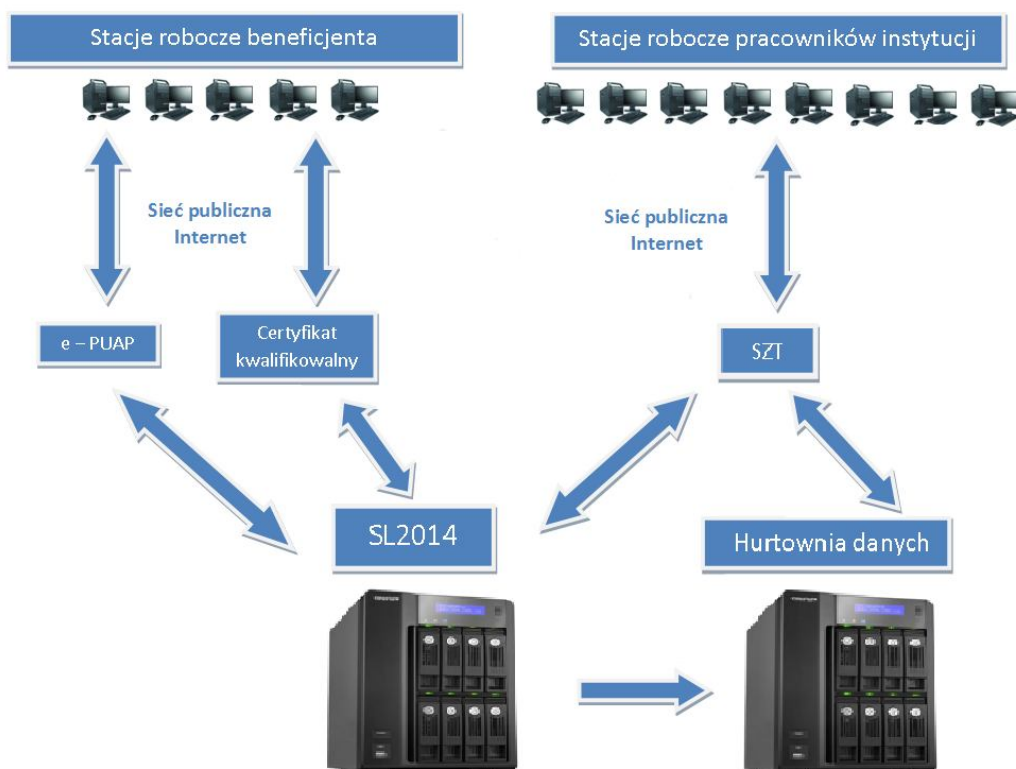 Stacje robocze beneficjenta
Stacje robocze pracowników instytucji
Sieć publiczna
Internet
Sieć publiczna
Internet
e – PUAP
Certyfikat
kwalifikowalny
SZT
SL2014
Hurtownia danych